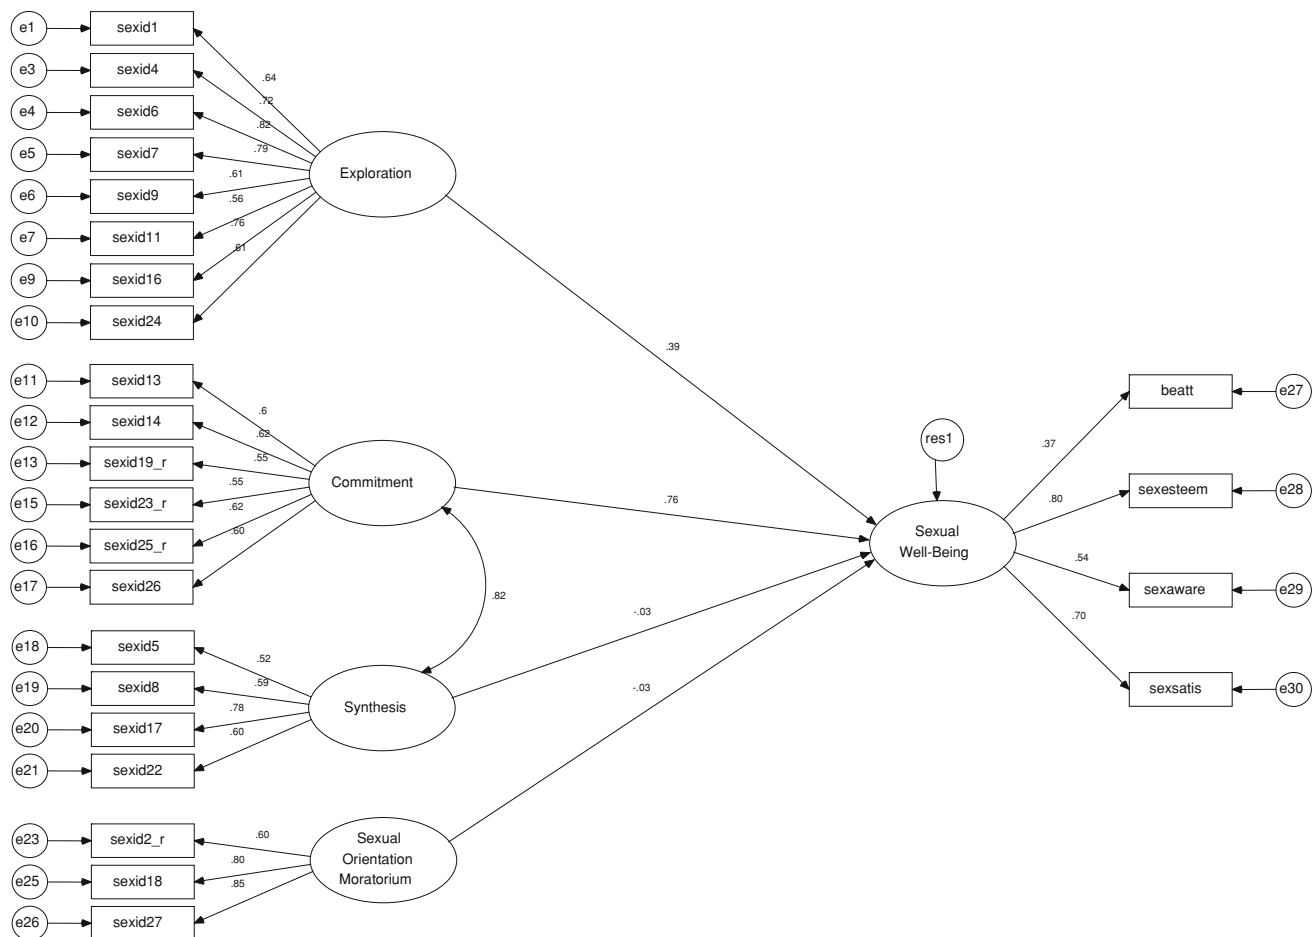 e1 sexid1
e3 sexid4
e4 sexid6
e5 sexid7
e6 sexid9
e7 sexid11
e9 sexid16
e10 sexid24
.64
.72
.82
.79
.61
.56
.76
.61
Exploration
.39
e11 sexid13
e12 sexid14
e13 sexid19_r
e15 sexid23_r
e16 sexid25_r
e17 sexid26
.6
.62
.55
.55
.62
.60
Commitment
.76
.82
e18 sexid5
e19 sexid8
e20 sexid17
e21 sexid22
.52
.59
.78
.60
Synthesis
-.03
-.03
e23 sexid2_r
e25 sexid18
e26 sexid27
.60
.80
.85
Sexual
Orientation
Moratorium
res1
Sexual
Well-Being
.37
.80
.54
.70
beatt e27
sexesteem e28
sexaware e29
sexsatis e30